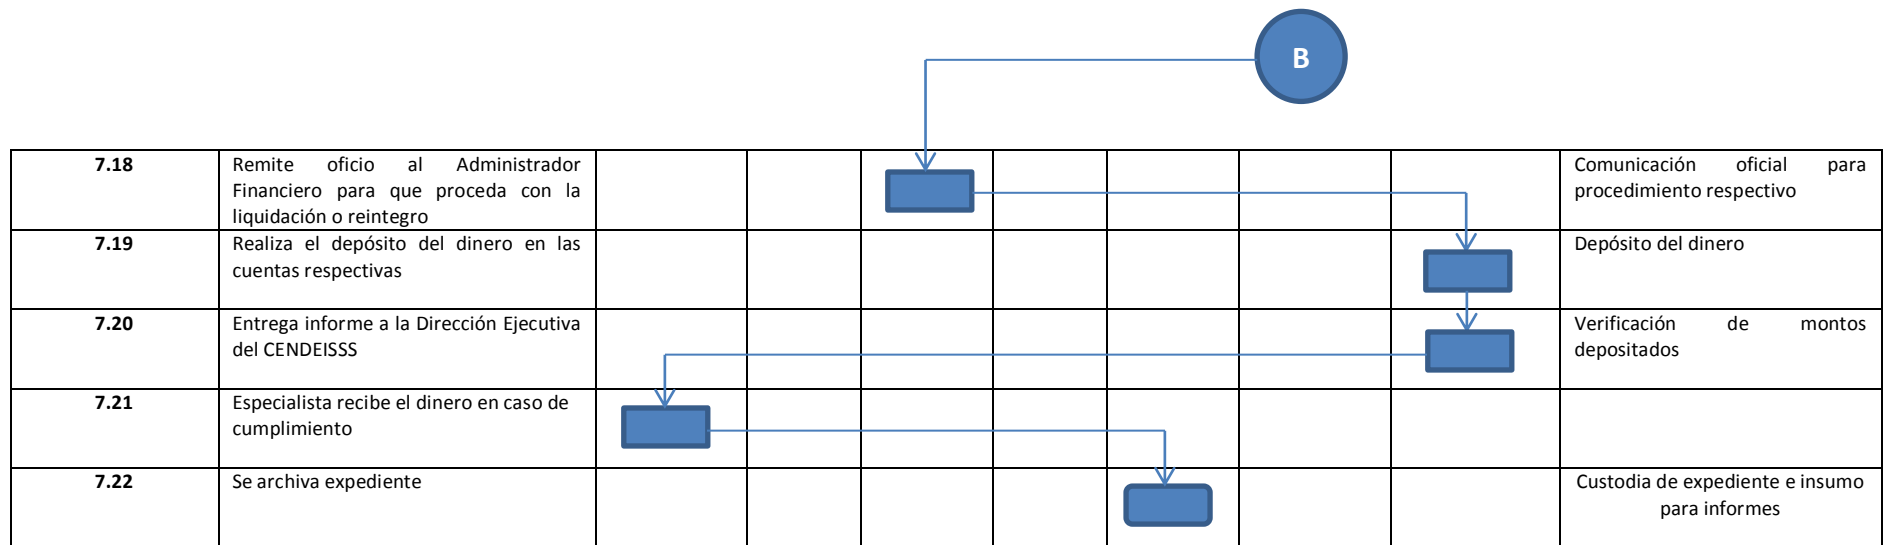 B
7.18
Remite oficio al Administrador
Financiero para que proceda con la
liquidación o reintegro
Comunicación oficial para
procedimiento respectivo
7.19
Realiza el depósito del dinero en las
cuentas respectivas
Depósito del dinero
7.20
Entrega informe a la Dirección Ejecutiva
del CENDEISSS
Verificación de montos
depositados
7.21
Especialista recibe el dinero en caso de
cumplimiento
7.22
Se archiva expediente
Custodia de expediente e insumo
para informes